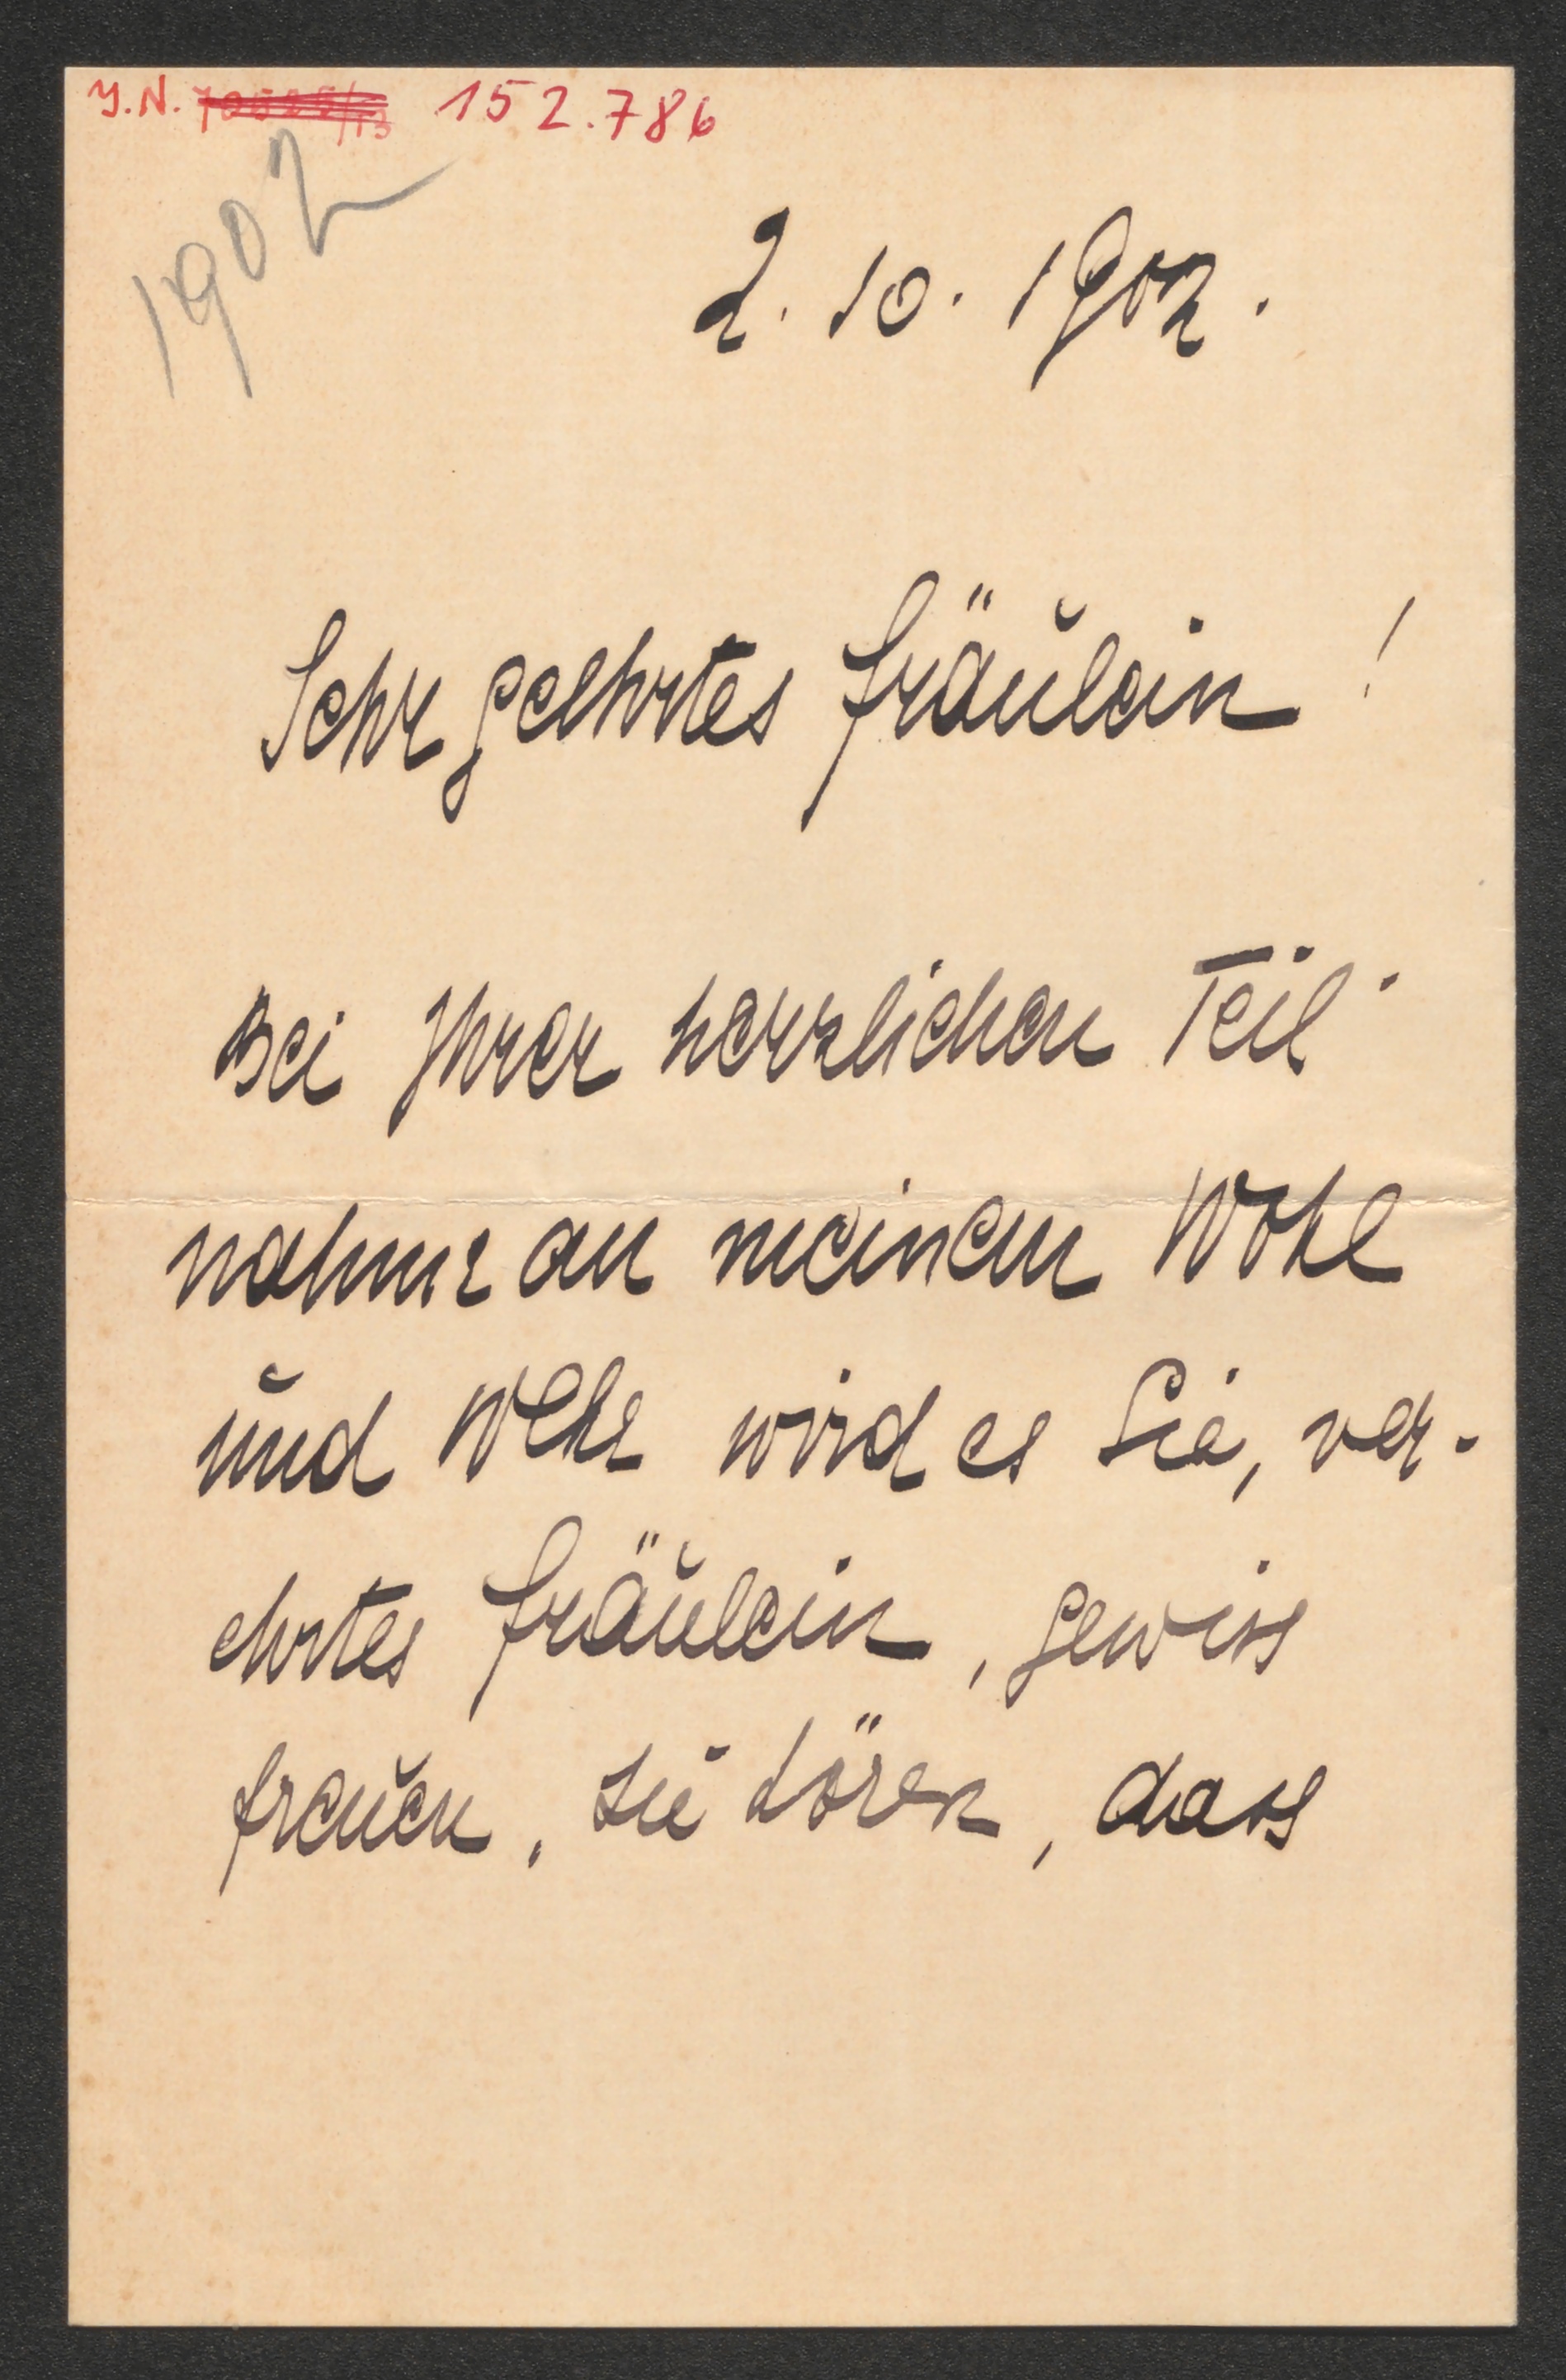 J.N. 152.786
1902
2. 10. 1902.
Sehr geehrtes Fräulein!
Bei Ihrer herzlichen Teil-
nahme an meinem Wohl
und Wehe wird es Sie, ver-
ehrtes Fräulein, gewiss
freuen, zu hören, dass